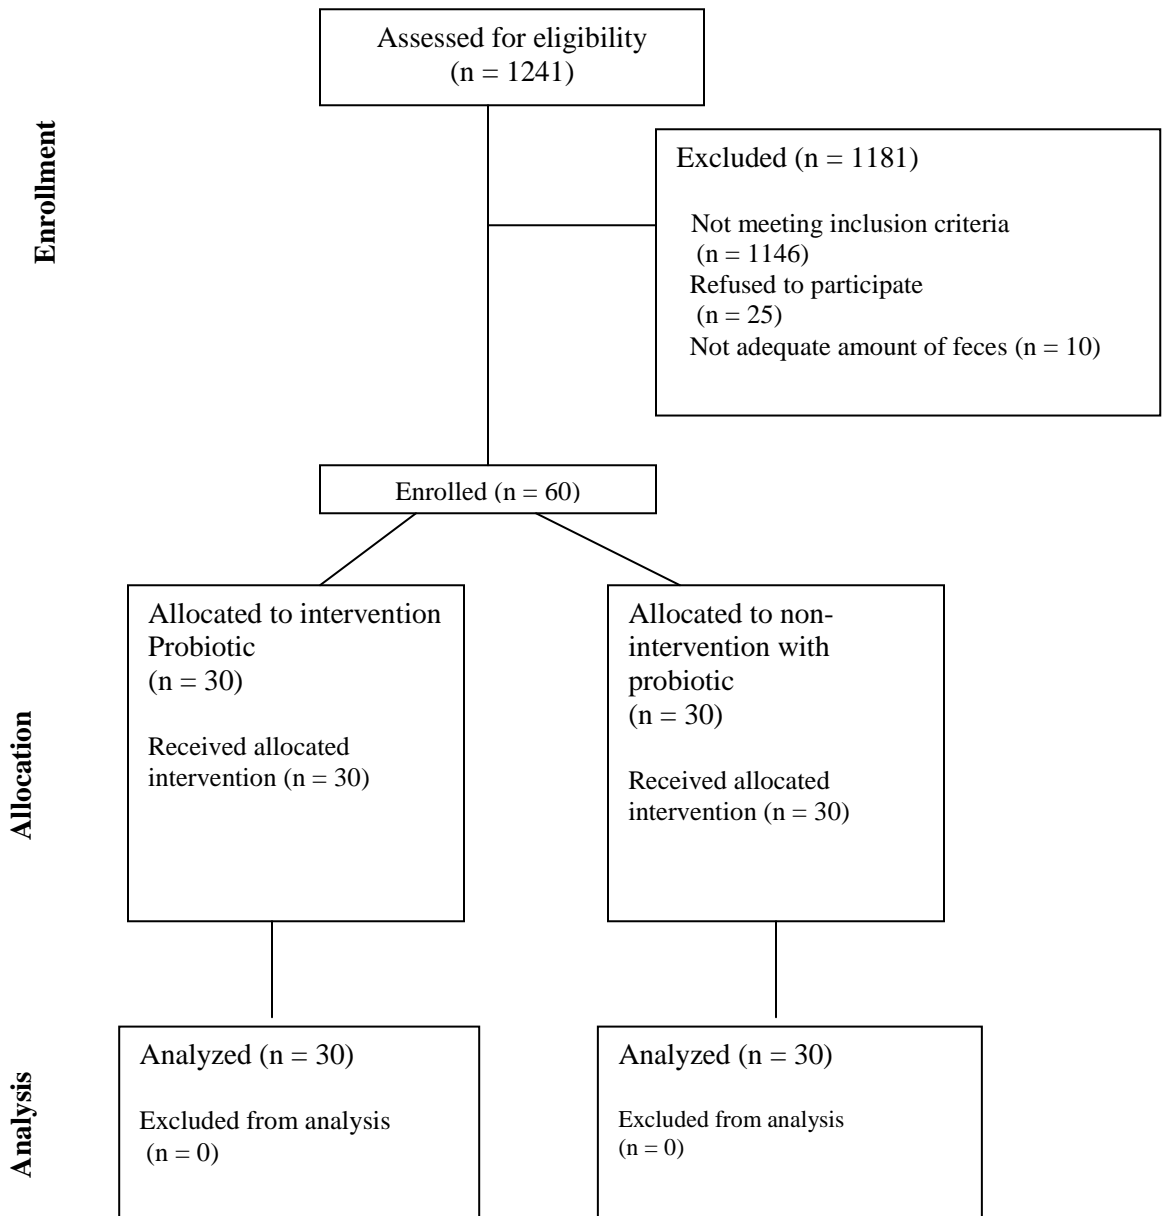 Assessed for eligibility
(n = 1241)
Enrollment
Excluded (n = 1181)
Not meeting inclusion criteria
(n = 1146)
Refused to participate
(n = 25)
Not adequate amount of feces (n = 10)
Enrolled (n = 60)
Allocation
Allocated to intervention
Probiotic
(n = 30)
Received allocated
intervention (n = 30)
Allocated to non-
intervention with
probiotic
(n = 30)
Received allocated
intervention (n = 30)
Analysis
Analyzed (n = 30)
Excluded from analysis
(n = 0)
Analyzed (n = 30)
Excluded from analysis
(n = 0)